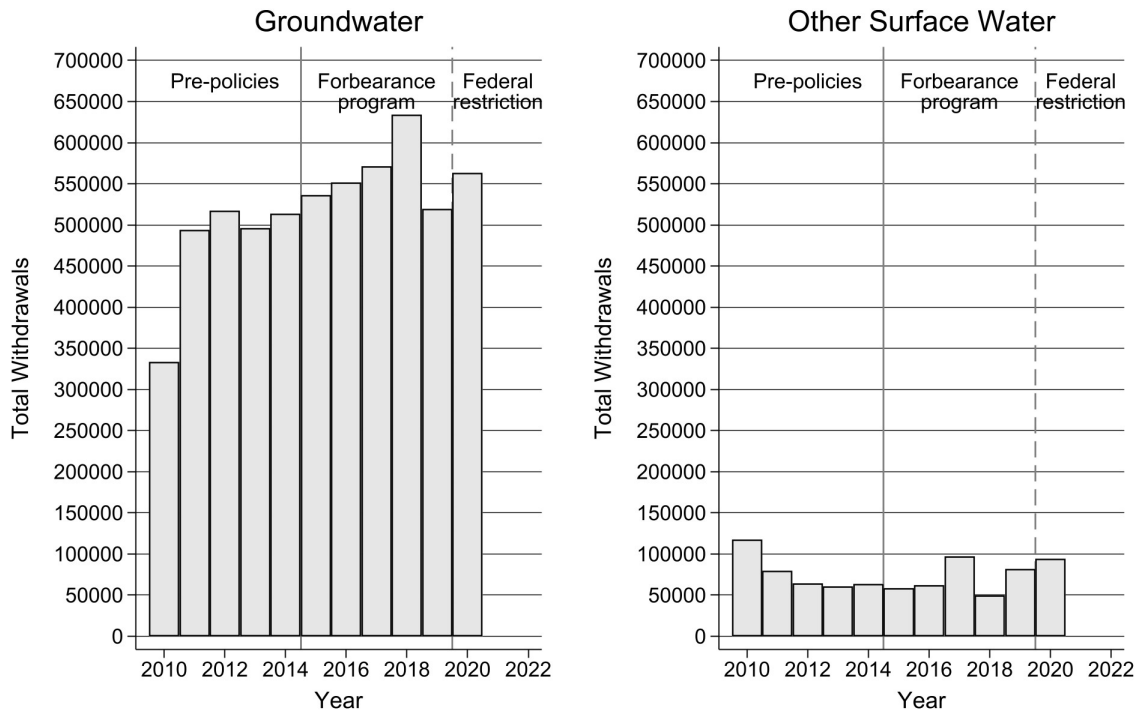 Groundwater
Total Withdrawals
700000
650000
600000
550000
500000
450000
400000
350000
300000
250000
200000
150000
100000
50000
0
Pre-policies
Forbearance
program
Federal
restriction
2010 2012 2014 2016 2018 2020 2022
Year
Other Surface Water
Total Withdrawals
700000
650000
600000
550000
500000
450000
400000
350000
300000
250000
200000
150000
100000
50000
0
Pre-policies
Forbearance
program
Federal
restriction
2010 2012 2014 2016 2018 2020 2022
Year